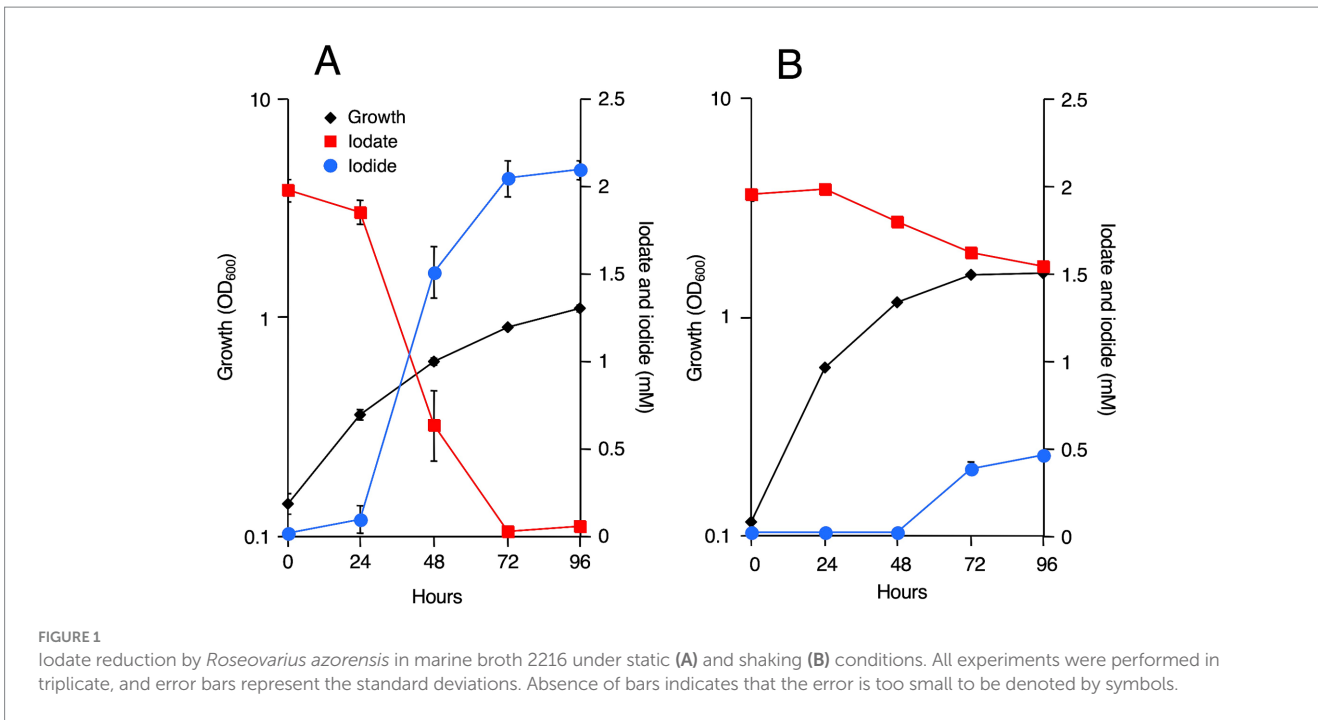 A
B
10
1
0.1
Growth (OD600)
Growth
Iodate
Iodide
2.5
2
1.5
1
0.5
0
Iodate and iodide (mM)
0 24 48 72 96
Hours
10
1
0.1
Growth (OD600)
2.5
2
1.5
1
0.5
0
Iodate and iodide (mM)
0 24 48 72 96
Hours
FIGURE 1
Iodate reduction by Roseovarius azorensis in marine broth 2216 under static (A) and shaking (B) conditions. All experiments were performed in
triplicate, and error bars represent the standard deviations. Absence of bars indicates that the error is too small to be denoted by symbols.